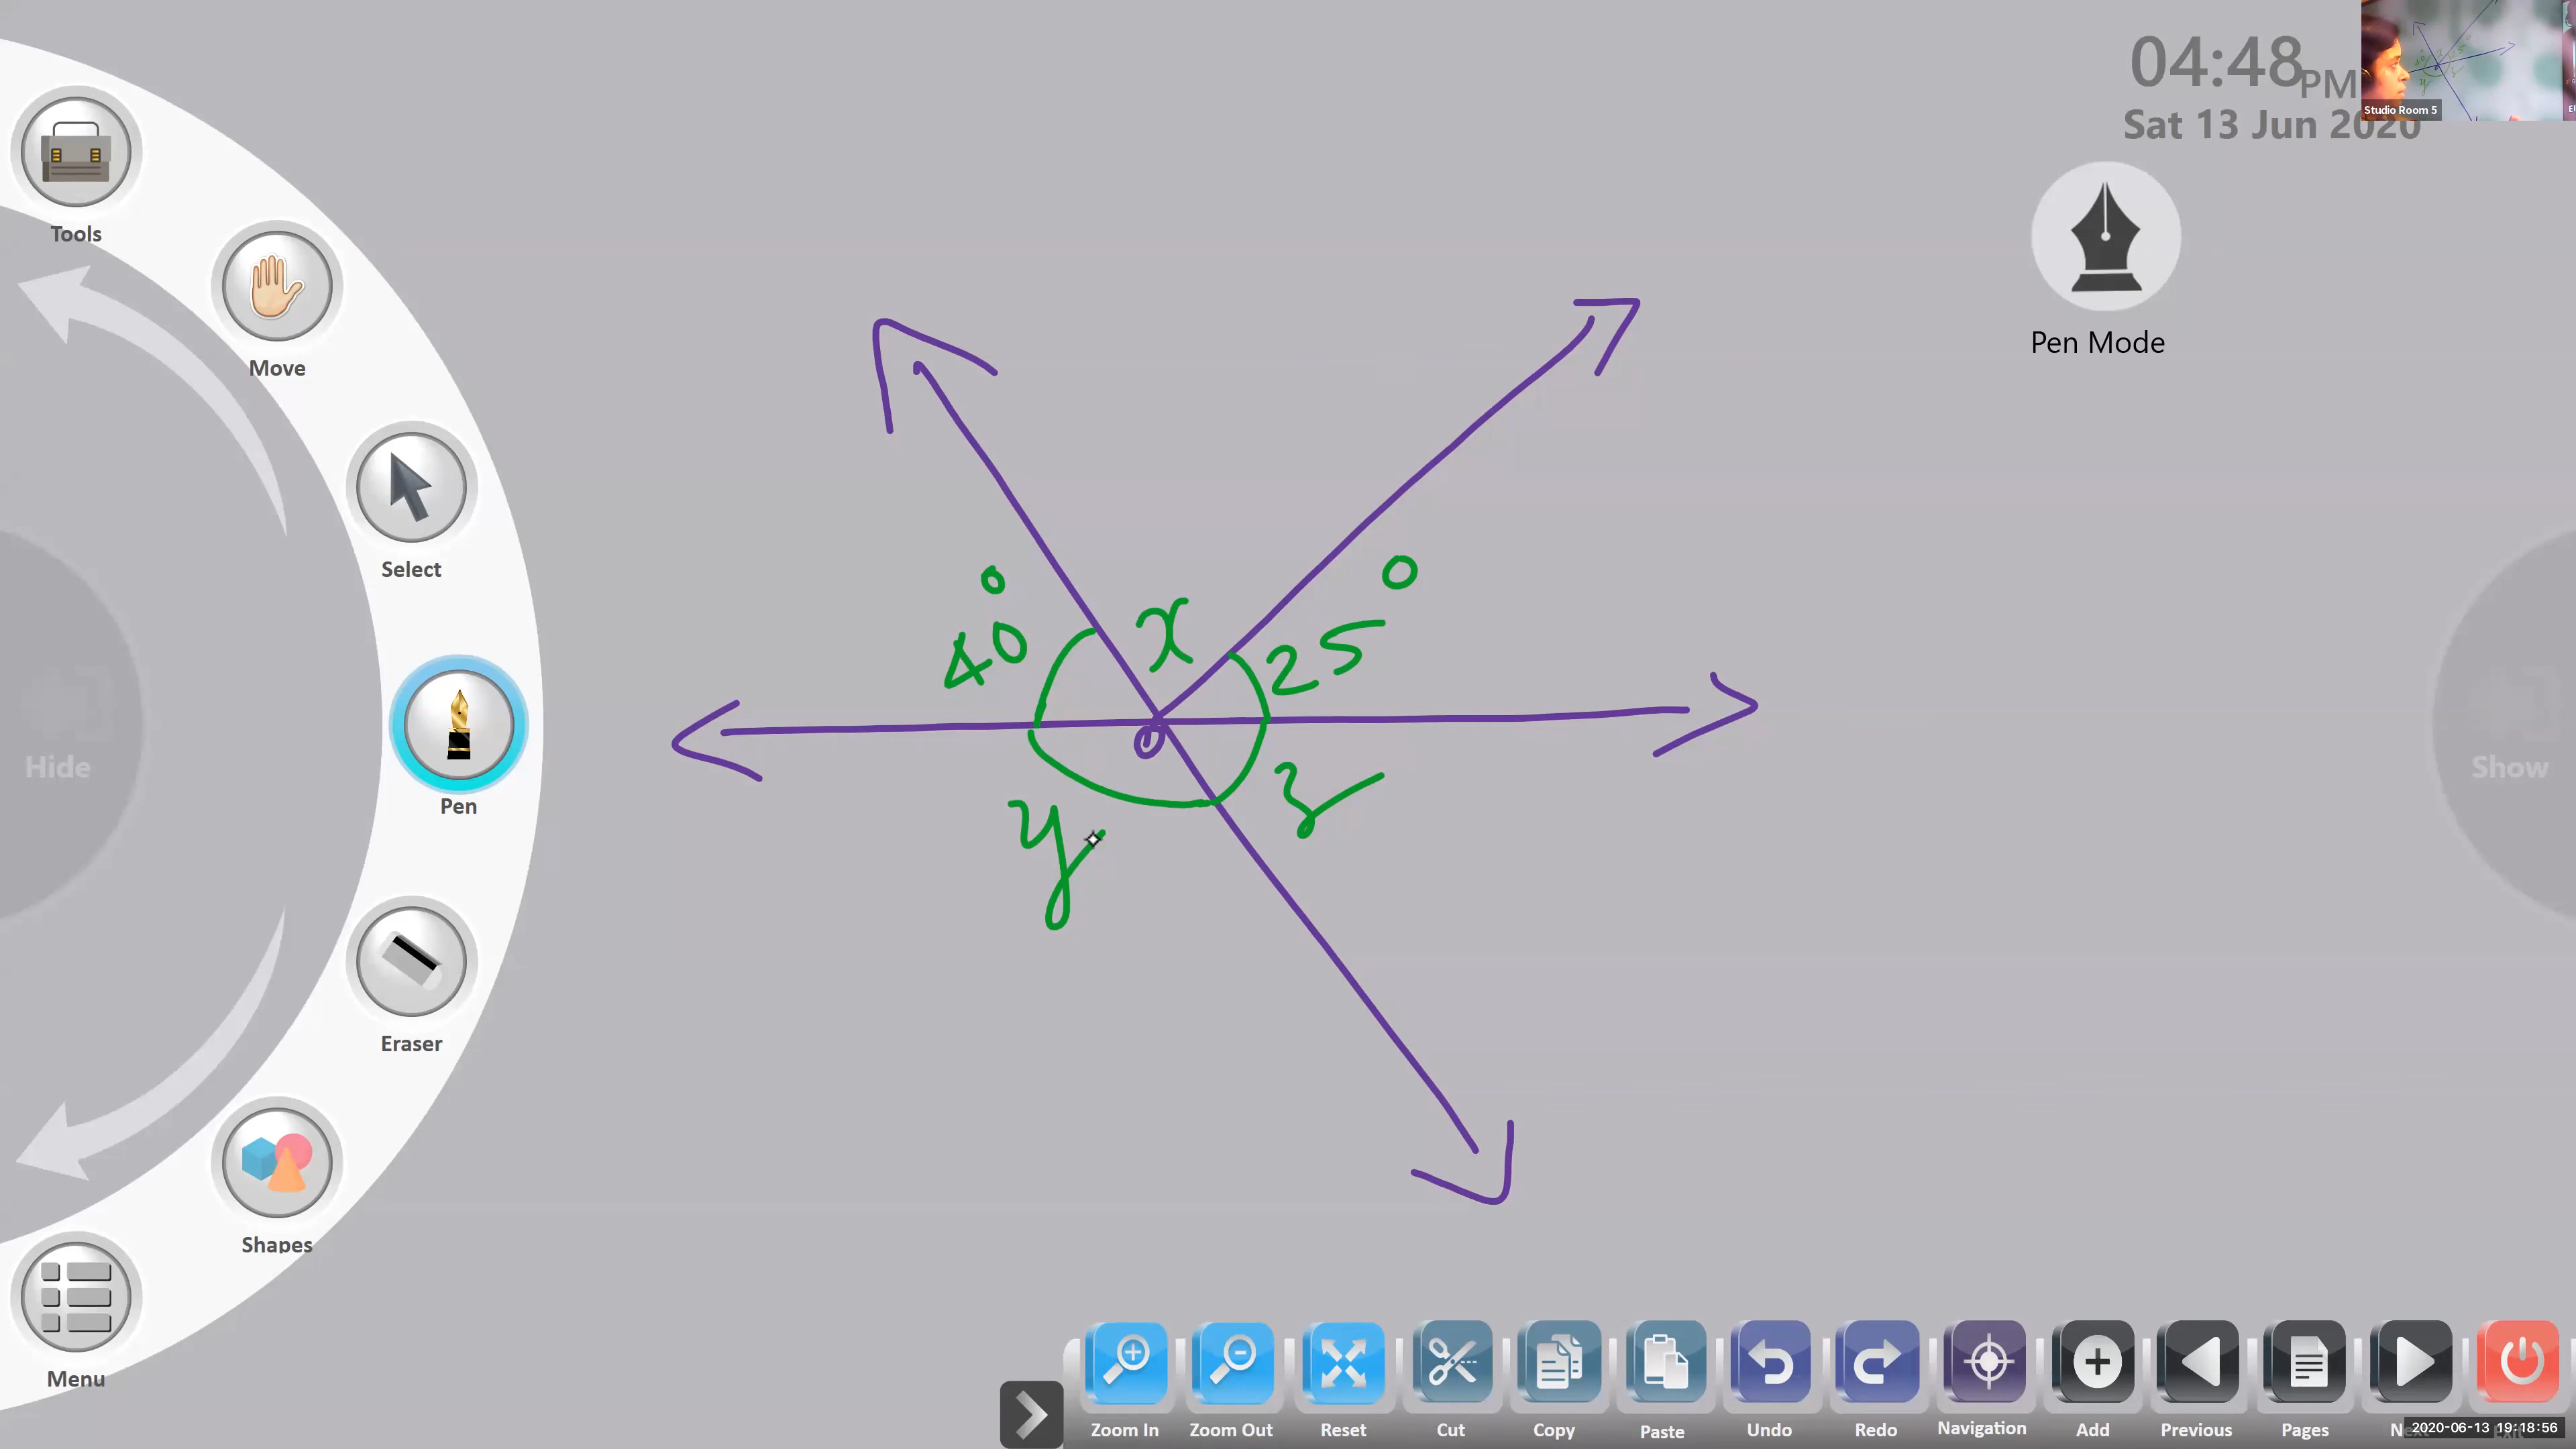 04:48 PM
Sat 13 Jun 2020
Studio Room 5
Pen Mode
Tools
Move
Select
Pen
Eraser
Shapes
Menu
Hide
Show
40°
x
25°
O
y
z
Zoom In
Zoom Out
Reset
Cut
Copy
Paste
Undo
Redo
Navigation
Add
Previous
Pages
2020-06-13 19:18:56